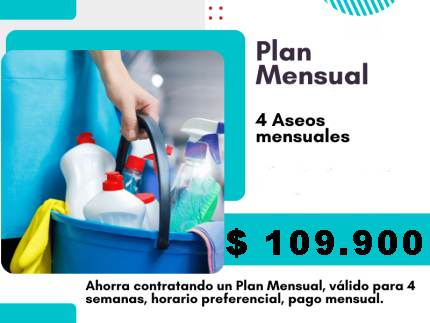 Plan
Mensual
4 Aseos
mensuales
$ 109.900
Ahorra contratando un Plan Mensual, válido para 4
semanas, horario preferencial, pago mensual.